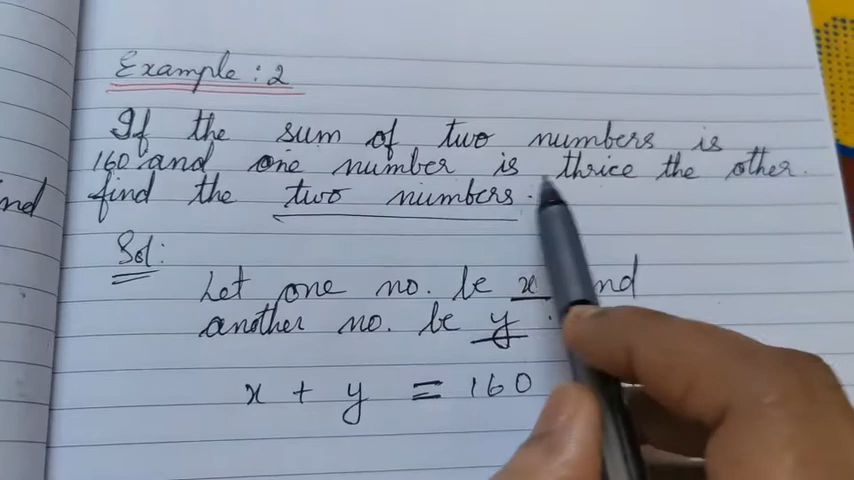 Example : 2
If the sum of two numbers is
160 and one number is thrice the other.
find the two numbers.
nd
Sol:
Let one no. be x and
another no. be y.
x + y = 160